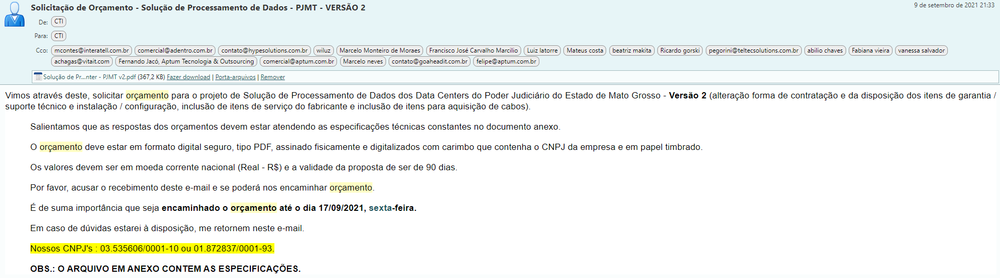 Solicitação de Orçamento - Solução de Processamento de Dados - PJMT - VERSÃO 2
9 de setembro de 2021 21:33
De: CTI
Para: CTI
Cco: mcontes@interatell.com.br comercial@adentro.com.br contato@hypesolutions.com.br wiluz Marcelo Monteiro de Moraes Francisco José Carvalho Marcilio Luiz latorre Mateus costa beatriz makita Ricardo gorski pegorini@teltecsolutions.com.br abilio chaves Fabiana vieira vanessa salvador
achagas@vitait.com Fernando Jacó, Aptum Tecnologia & Outsourcing comercial@aptum.com.br Marcelo neves contato@goaheadit.com.br felipe@aptum.com.br
Solução de Pr...nter - PJMT v2.pdf (367,2 KB) Fazer download | Porta-arquivos | Remover
Vimos através deste, solicitar orçamento para o projeto de Solução de Processamento de Dados dos Data Centers do Poder Judiciário do Estado de Mato Grosso - Versão 2 (alteração forma de contratação e da disposição dos itens de garantia /
suporte técnico e instalação / configuração, inclusão de itens de serviço do fabricante e inclusão de itens para aquisição de cabos).
Salientamos que as respostas dos orçamentos devem estar atendendo as especificações técnicas constantes no documento anexo.
O orçamento deve estar em formato digital seguro, tipo PDF, assinado fisicamente e digitalizados com carimbo que contenha o CNPJ da empresa e em papel timbrado.
Os valores devem ser em moeda corrente nacional (Real - R$) e a validade da proposta de ser de 90 dias.
Por favor, acusar o recebimento deste e-mail e se poderá nos encaminhar orçamento.
É de suma importância que seja encaminhado o orçamento até o dia 17/09/2021, sexta-feira.
Em caso de dúvidas estarei à disposição, me retornem neste e-mail.
Nossos CNPJ's : 03.535606/0001-10 ou 01.872837/0001-93.
OBS.: O ARQUIVO EM ANEXO CONTEM AS ESPECIFICAÇÕES.